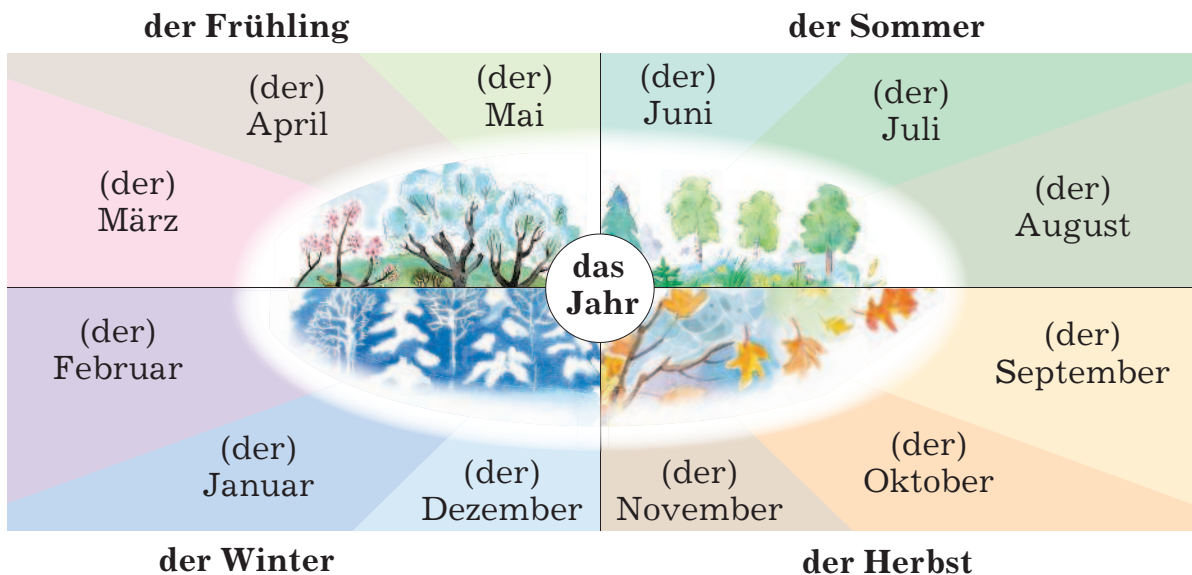 der Frühling
der Sommer
(der)
März
(der)
April
(der)
Mai
(der)
Juni
(der)
Juli
(der)
August
das
Jahr
(der)
Februar
(der)
Januar
(der)
Dezember
(der)
November
(der)
Oktober
(der)
September
der Winter
der Herbst